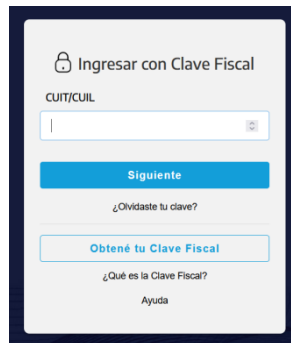 Ingresar con Clave Fiscal
CUIT/CUIL
Siguiente
¿Olvidaste tu clave?
Obtené tu Clave Fiscal
¿Qué es la Clave Fiscal?
Ayuda